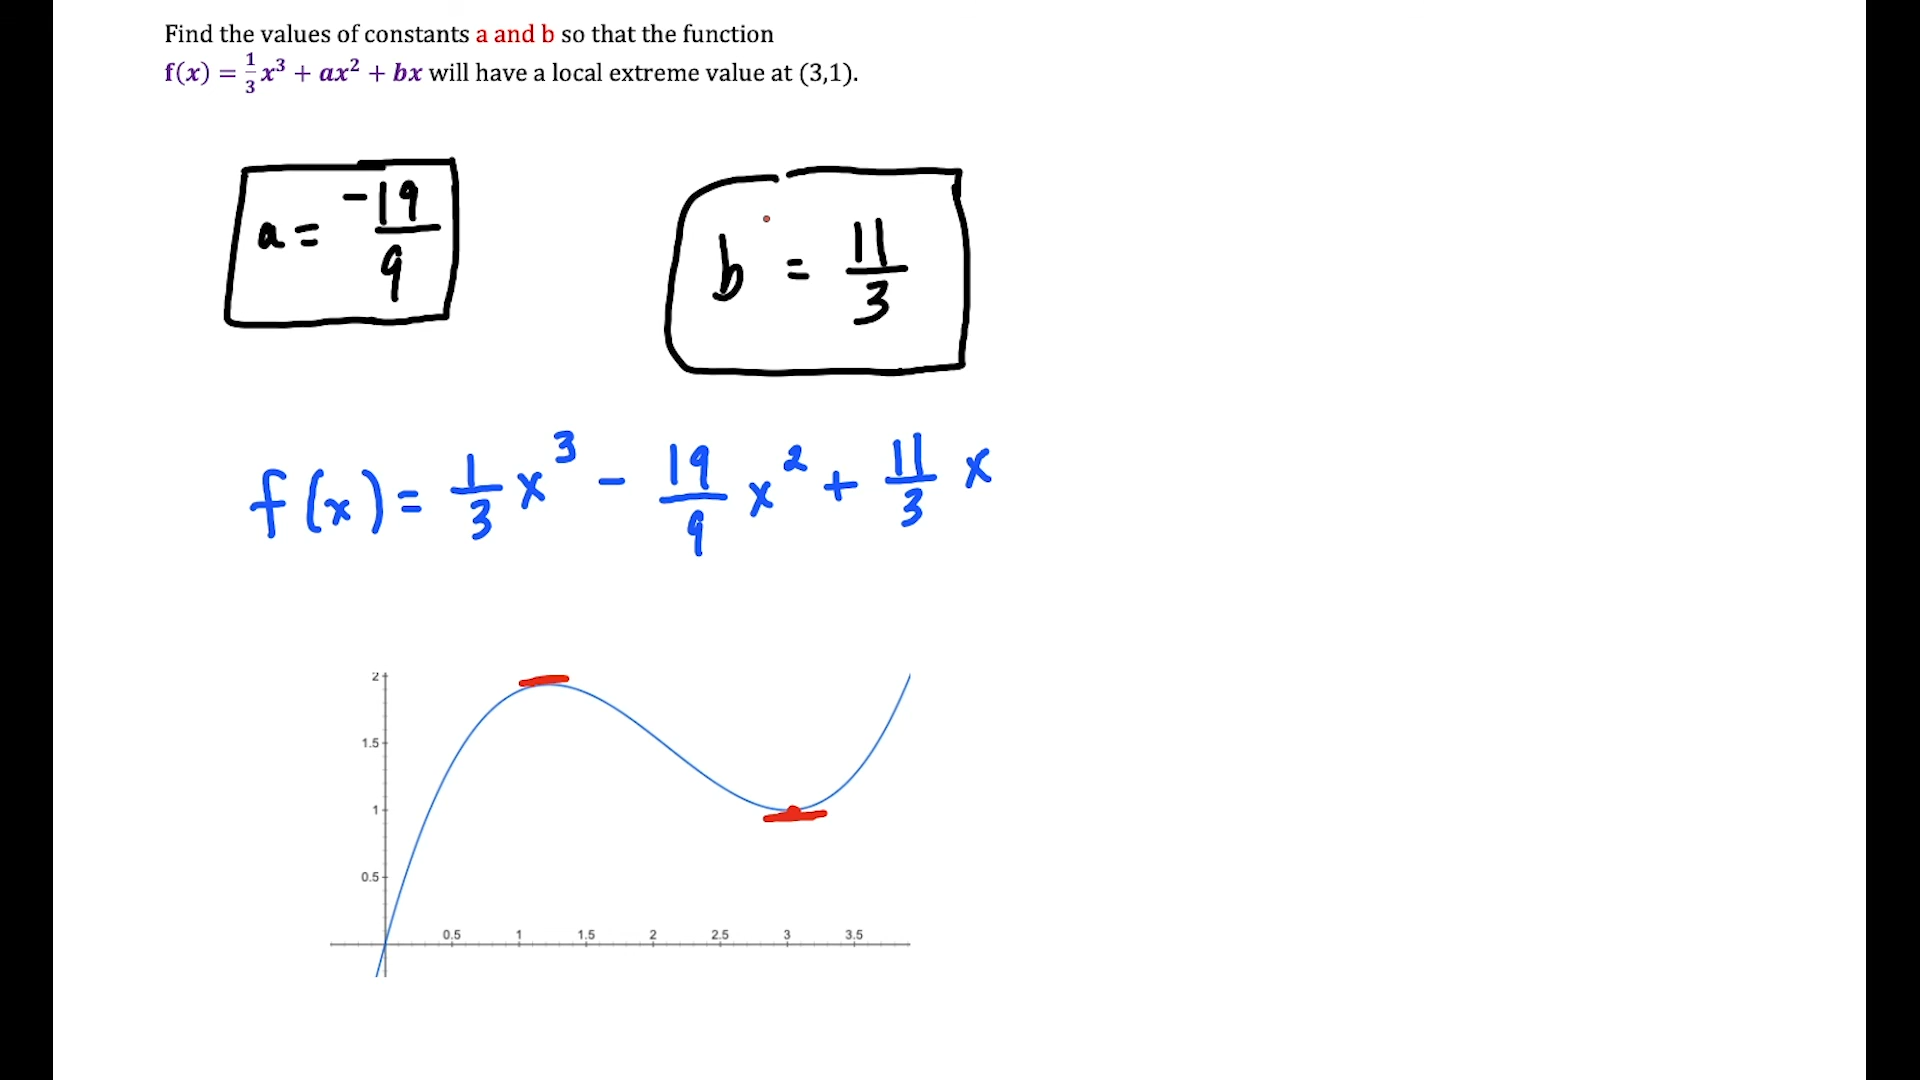 Find the values of constants a and b so that the function
f(x) = 1/3 x³ + ax² + bx will have a local extreme value at (3,1).
a = -19/9
b = 11/3
f(x) = 1/3 x³ - 19/9 x² + 11/3 x
2
1.5
1
0.5
0.5 1 1.5 2 2.5 3 3.5